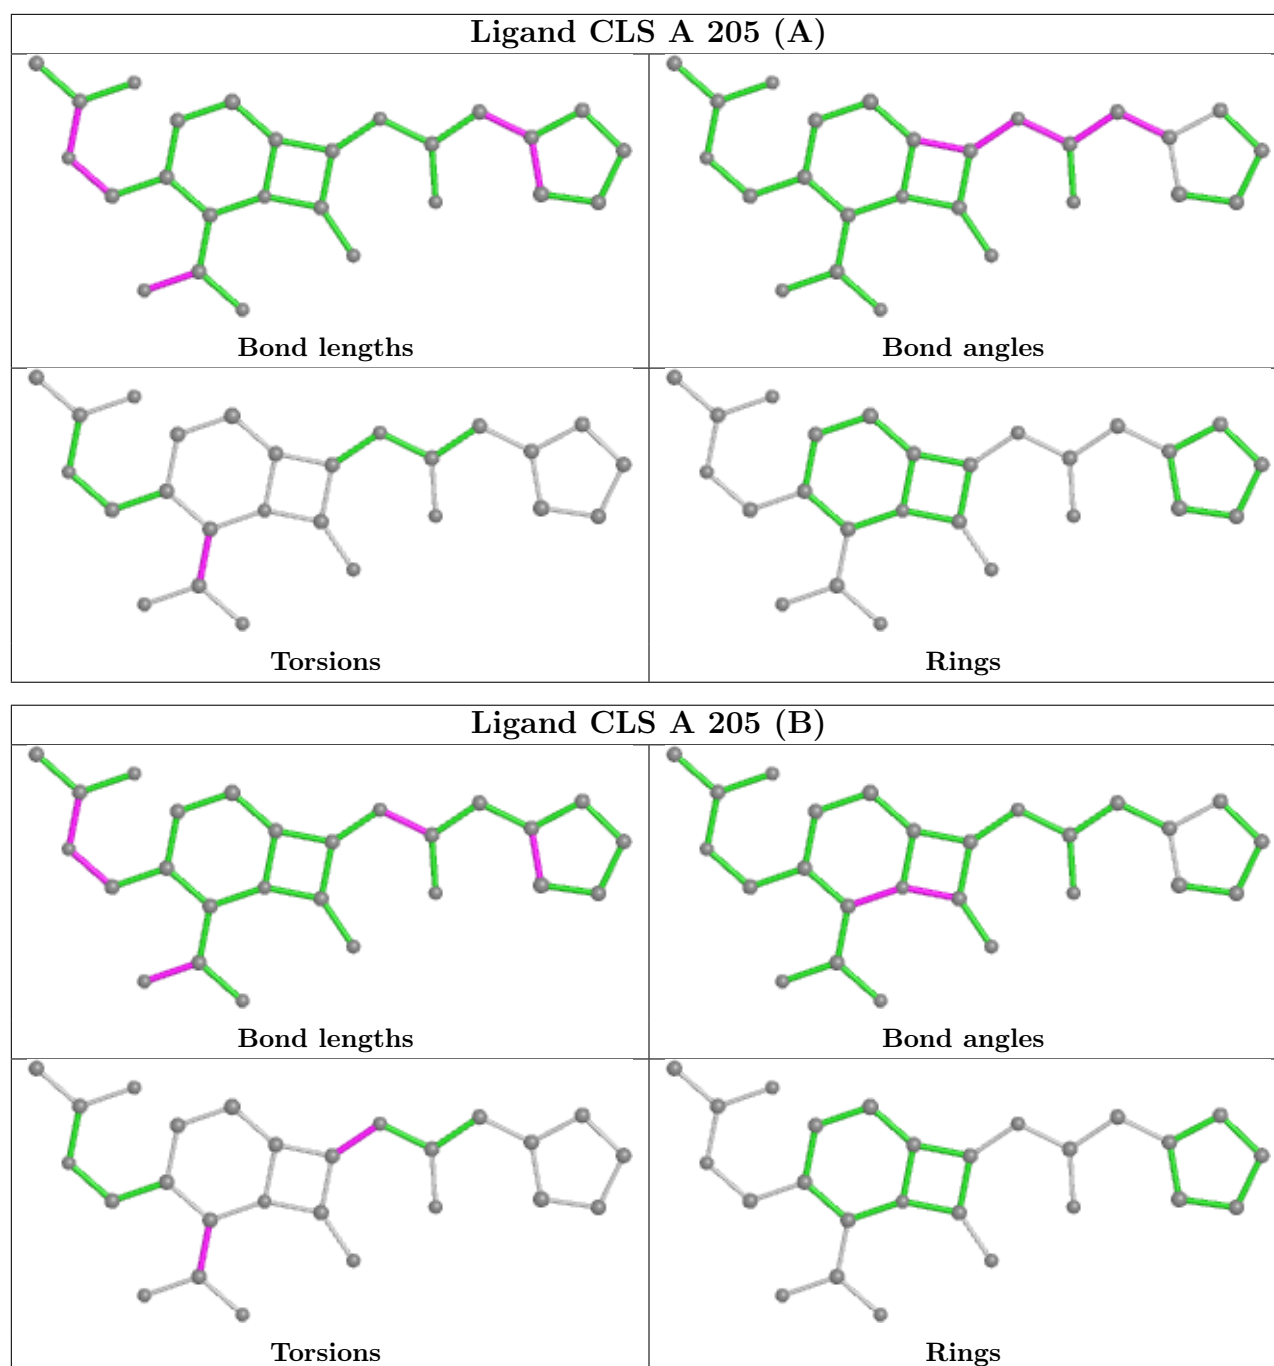 Ligand CLS A 205 (A)
Bond lengths
Bond angles
Torsions
Rings
Ligand CLS A 205 (B)
Bond lengths
Bond angles
Torsions
Rings